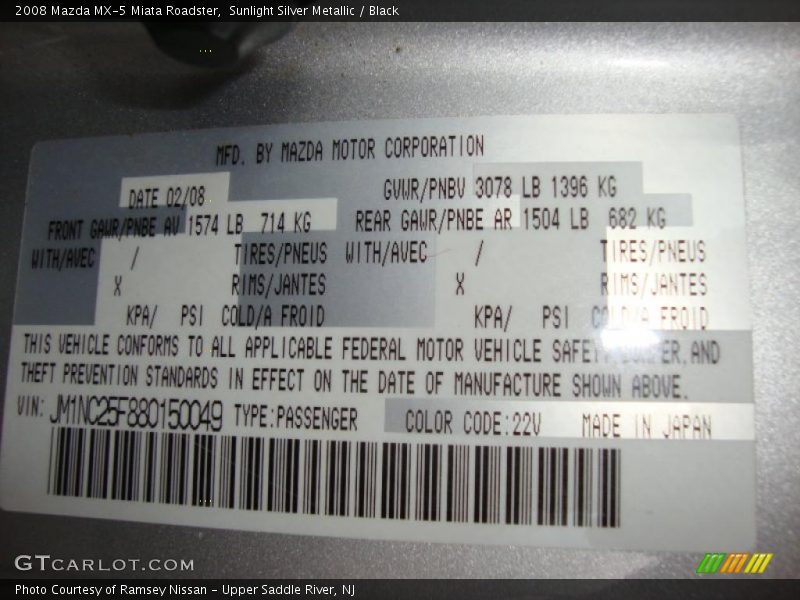 2008 Mazda MX-5 Miata Roadster,  Sunlight Silver Metallic / Black
MFD. BY MAZDA MOTOR CORPORATION
DATE 02/08 GVWR/PNBV 3078 LB 1396 KG
FRONT GAWR/PNBE AV 1574 LB 714 KG REAR GAWR/PNBE AR 1504 LB 682 KG
WITH/AVEC / TIRES/PNEUS WITH/AVEC / TIRES/PNEUS
X RIMS/JANTES X RIMS/JANTES
KPA/ PSI COLD/A FROID KPA/ PSI COLD/A FROID
THIS VEHICLE CONFORMS TO ALL APPLICABLE FEDERAL MOTOR VEHICLE SAFETY,BUMPER,AND
THEFT PREVENTION STANDARDS IN EFFECT ON THE DATE OF MANUFACTURE SHOWN ABOVE.
VIN: JM1NC25F880150049 TYPE:PASSENGER COLOR CODE:22V MADE IN JAPAN
GTCARLOT.COM
Photo Courtesy of Ramsey Nissan - Upper Saddle River, NJ